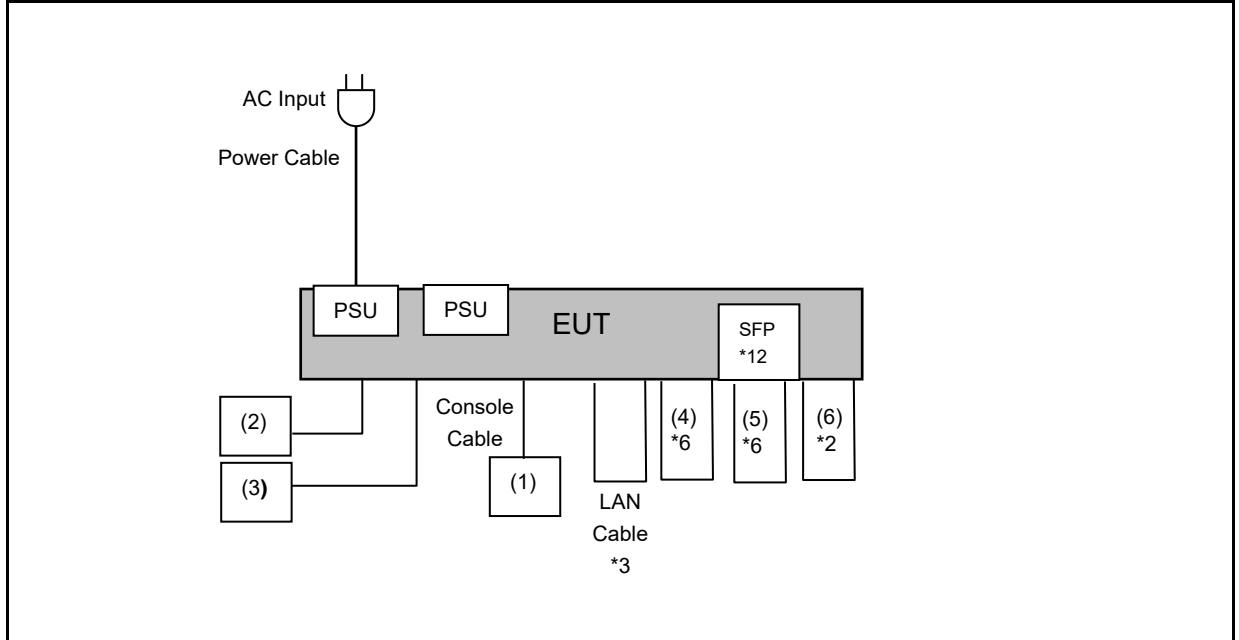 AC Input
Power Cable
PSU
PSU
EUT
SFP
*12
(2)
(3)
Console
Cable
(1)
LAN
Cable
*3
(4)
*6
(5)
*6
(6)
*2